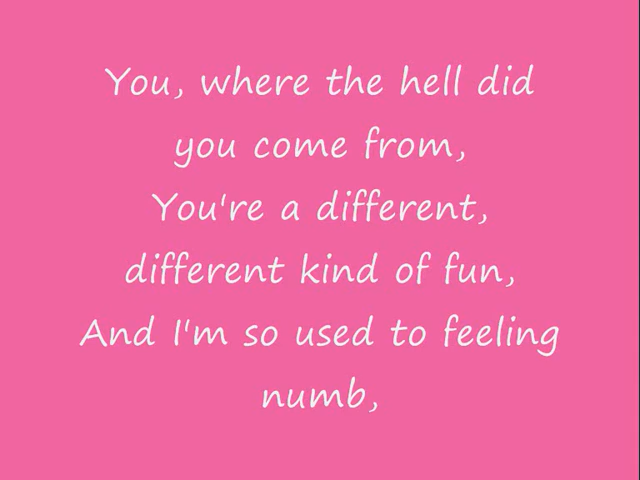 You, where the hell did
you come from,
You're a different,
different kind of fun,
And I'm so used to feeling
numb,